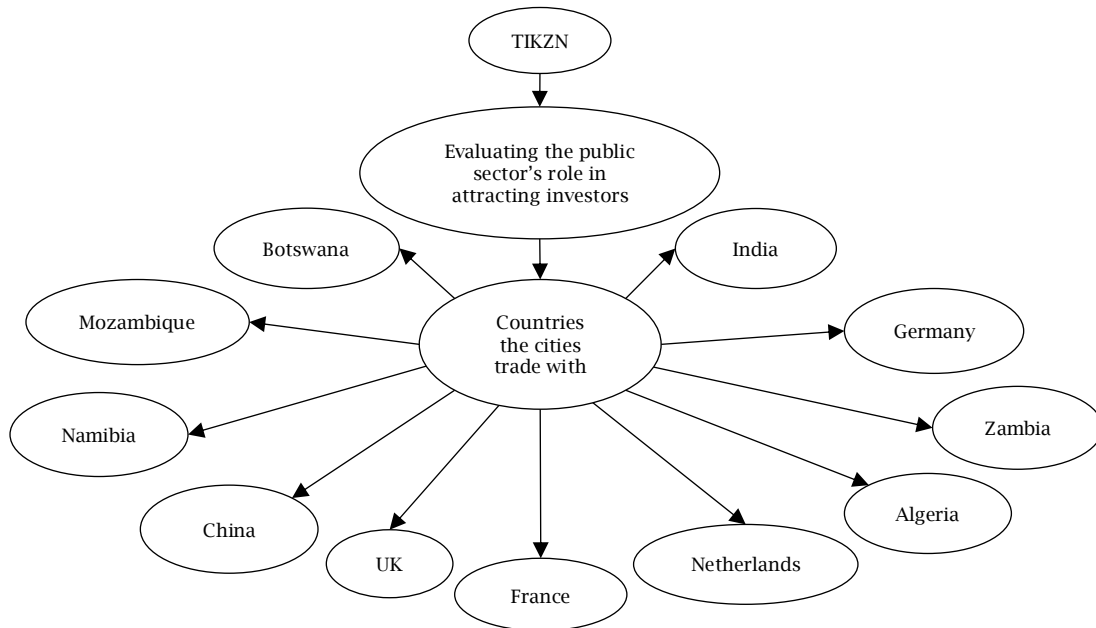 TIKZN
Evaluating the public
sector’s role in
attracting investors
Botswana
India
Mozambique
Countries
the cities
trade with
Germany
Namibia
Zambia
China
Algeria
UK
Netherlands
France